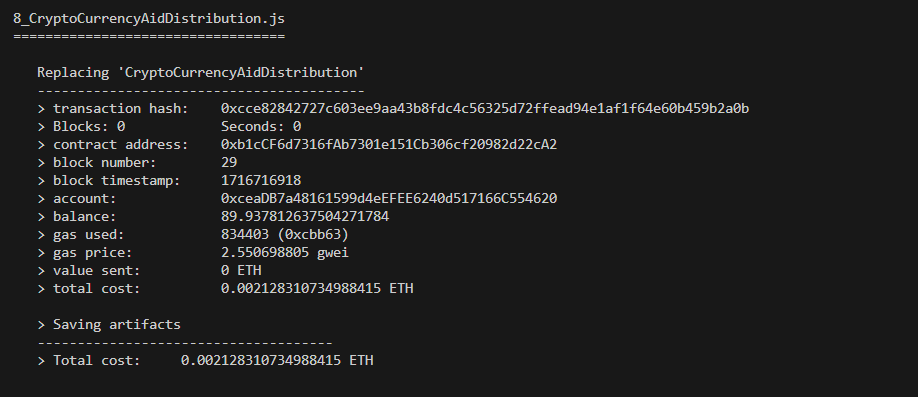 8_CryptoCurrencyAidDistribution.js
==================================
Replacing 'CryptoCurrencyAidDistribution'
-----------------------------------------
> transaction hash:    0xcce82842727c603ee9aa43b8fdc4c56325d72ffead94e1af1f64e60b459b2a0b
> Blocks: 0            Seconds: 0
> contract address:    0xb1cCF6d7316fAb7301e151Cb306cf20982d22cA2
> block number:        29
> block timestamp:     1716716918
> account:             0xceaDB7a48161599d4eEFEE6240d517166C554620
> balance:             89.937812637504271784
> gas used:            834403 (0xcbb63)
> gas price:           2.550698805 gwei
> value sent:          0 ETH
> total cost:          0.002128310734988415 ETH
> Saving artifacts
-------------------------------------
> Total cost:     0.002128310734988415 ETH